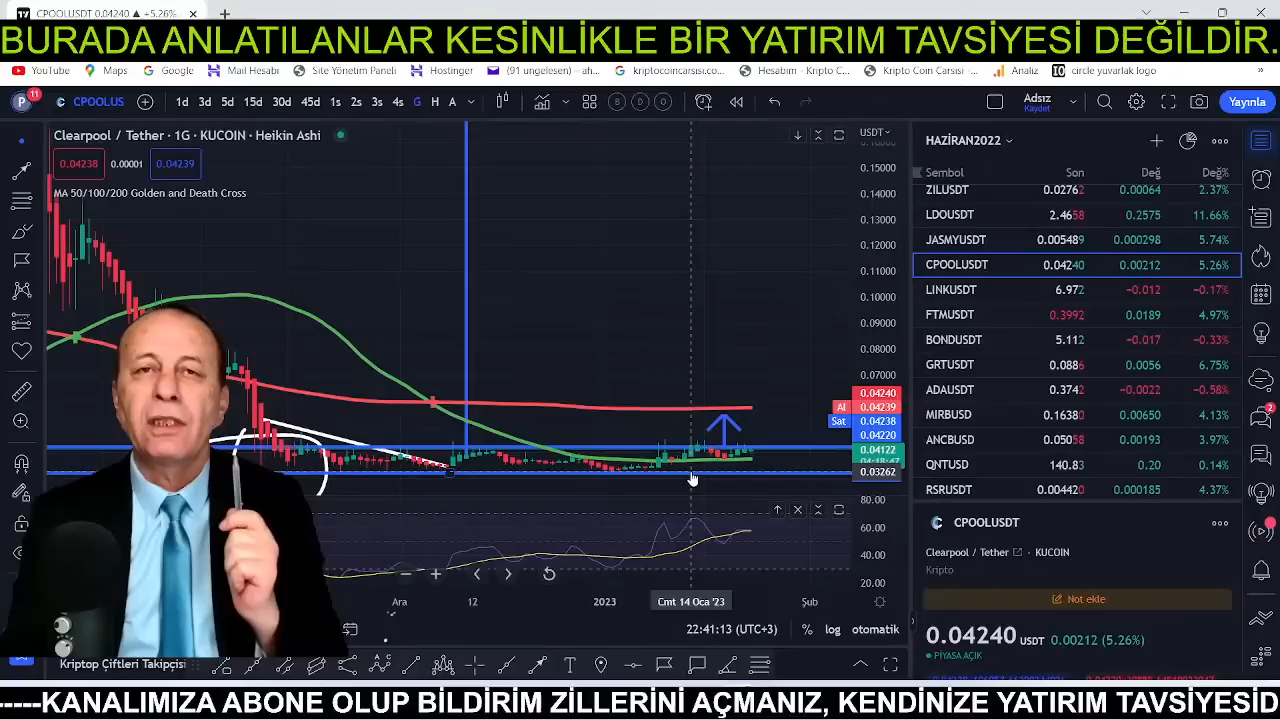 CPOOLUSDT 0.04240 ▲ +5.26%
BURADA ANLATILANLAR KESİNLİKLE BİR YATIRIM TAVSİYESİ DEĞİLDİR.
YouTube Maps Google Mail Hesabı Site Yönetim Paneli Hostinger (91 ungelesen) – ah... kriptocoincarsisi.co... Hesabım - Kripto C... Kripto Coin Çarsısı -... Analiz circle yuvarlak logo »
P 11 CPOOLUS 1d 3d 5d 15d 30d 45d 1s 2s 3s 4s G H A B D O Adsız Kaydet Yayınla
Clearpool / Tether · 1G · KUCOIN · Heikin Ashi
0.04238 0.00001 0.04239
MA 50/100/200 Golden and Death Cross
USDT
0.15000
0.14000
0.13000
0.12000
0.11000
0.10000
0.09000
0.08000
0.07000
0.04240
Al 0.04239
Sat 0.04238
0.04220
0.04122
0.03262
80.00
60.00
40.00
20.00
Ara 12 2023 Cmt 14 Oca '23 Şub
22:41:13 (UTC+3) % log otomatik
Kriptop Çiftleri Takipçisi
HAZİRAN2022
Sembol Son Değ Değ%
ZILUSDT 0.02762 0.00064 2.37%
LDOUSDT 2.4658 0.2575 11.66%
JASMYUSDT 0.005489 0.000298 5.74%
CPOOLUSDT 0.04240 0.00212 5.26%
LINKUSDT 6.972 −0.012 −0.17%
FTMUSDT 0.3992 0.0189 4.97%
BONDUSDT 5.112 −0.017 −0.33%
GRTUSDT 0.0886 0.0056 6.75%
ADAUSDT 0.3742 −0.0022 −0.58%
MIRBUSD 0.16380 0.00650 4.13%
ANCBUSD 0.05058 0.00193 3.97%
QNTUSD 140.83 0.20 0.14%
RSRUSDT 0.004420 0.000185 4.37%
CPOOLUSDT
Clearpool / Tether · KUCOIN
Kripto
Not ekle
0.04240 USDT 0.00212 (5.26%)
PİYASA AÇIK
2
-----KANALIMIZA ABONE OLUP BİLDİRİM ZİLLERİNİ AÇMANIZ, KENDİNİZE YATIRIM TAVSİYESİD